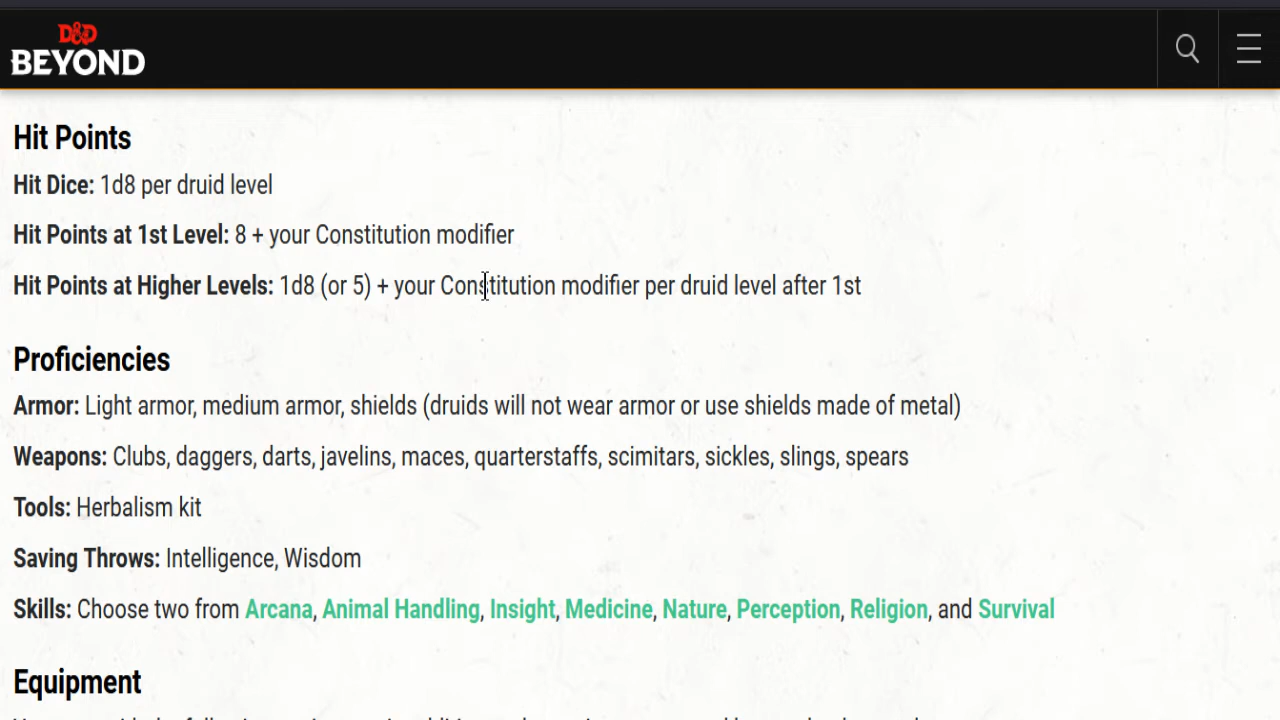 D&D
BEYOND
Hit Points
Hit Dice: 1d8 per druid level
Hit Points at 1st Level: 8 + your Constitution modifier
Hit Points at Higher Levels: 1d8 (or 5) + your Constitution modifier per druid level after 1st
Proficiencies
Armor: Light armor, medium armor, shields (druids will not wear armor or use shields made of metal)
Weapons: Clubs, daggers, darts, javelins, maces, quarterstaffs, scimitars, sickles, slings, spears
Tools: Herbalism kit
Saving Throws: Intelligence, Wisdom
Skills: Choose two from Arcana, Animal Handling, Insight, Medicine, Nature, Perception, Religion, and Survival
Equipment